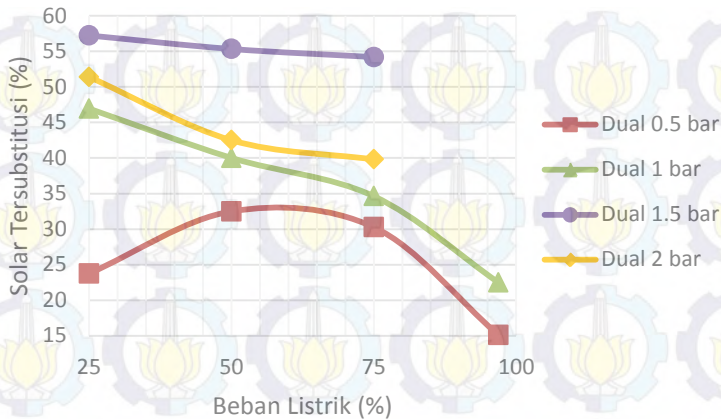 60
55
50
45
40
35
30
25
20
15
Solar Tersubstitusi (%)
25 50 75 100
Beban Listrik (%)
Dual 0.5 bar
Dual 1 bar
Dual 1.5 bar
Dual 2 bar